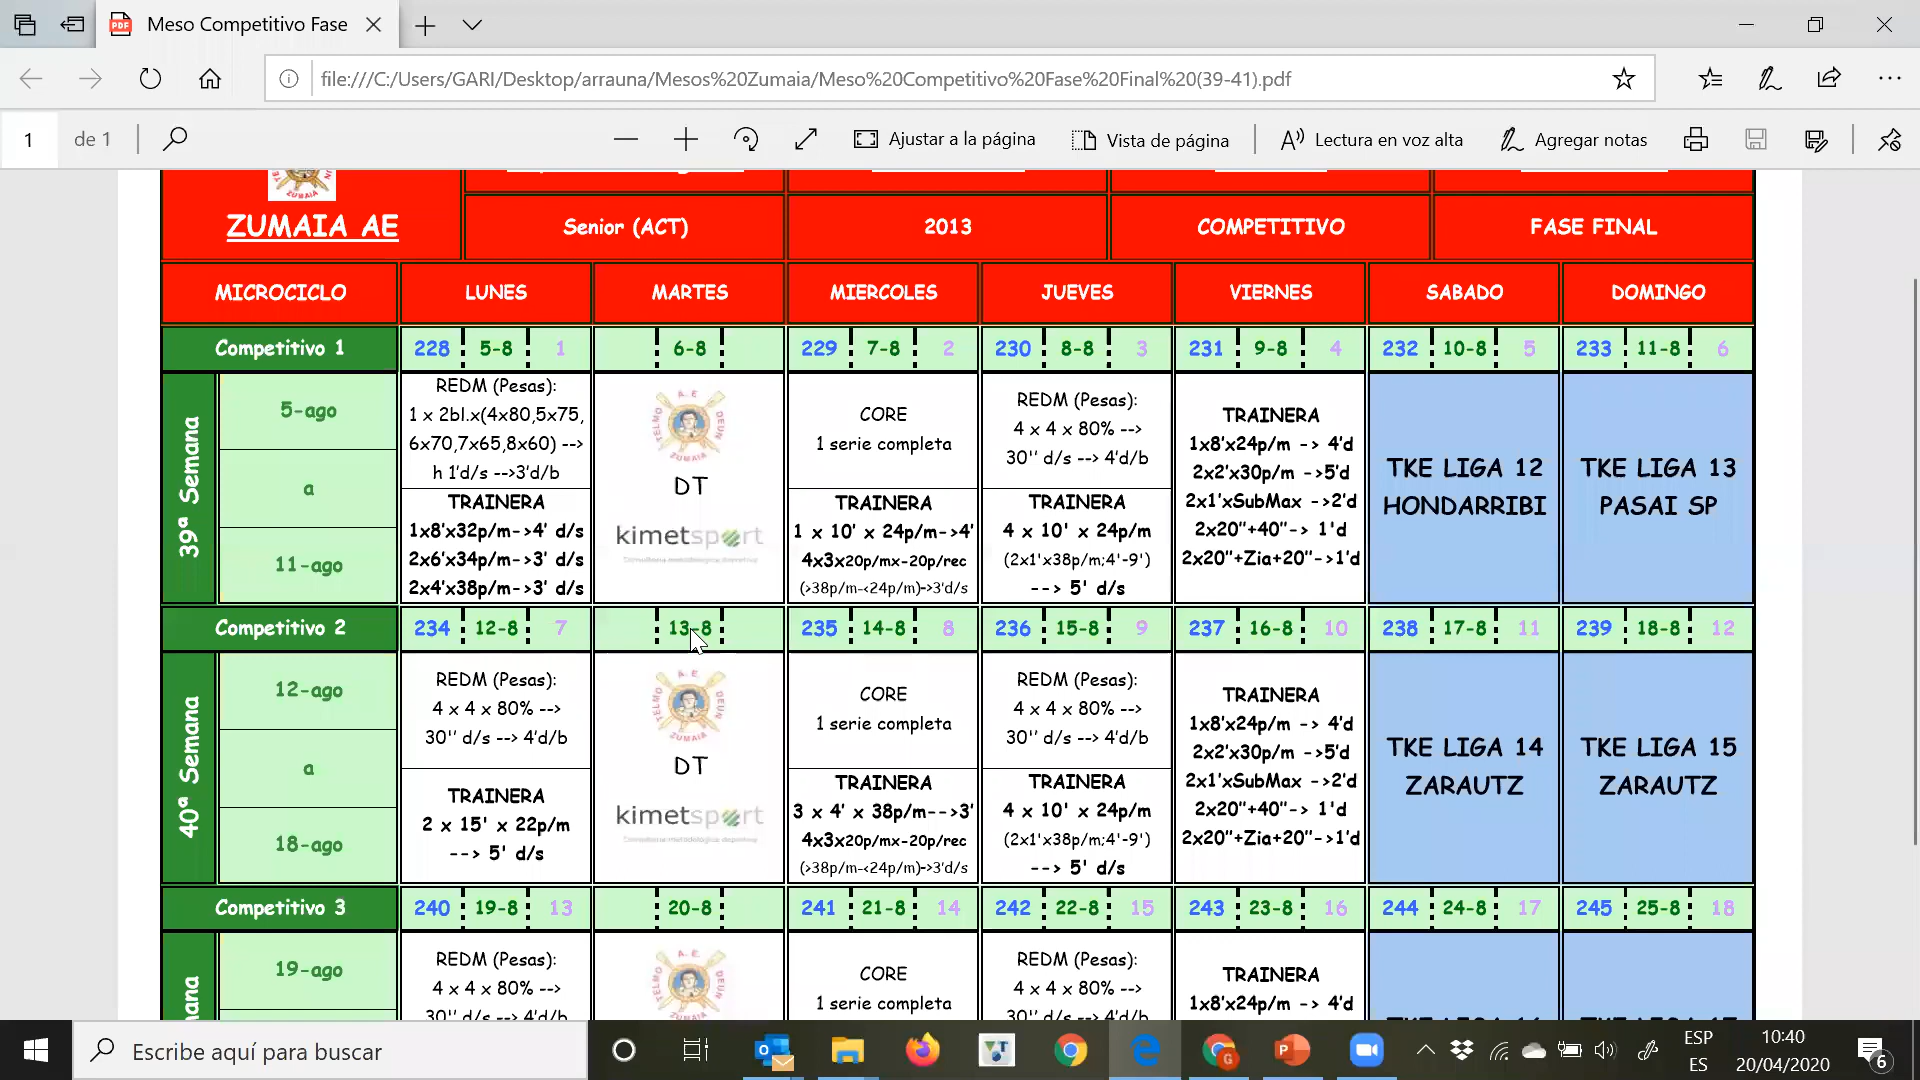 Meso Competitivo Fase
file:///C:/Users/GARI/Desktop/arrauna/Mesos%20Zumaia/Meso%20Competitivo%20Fase%20Final%20(39-41).pdf
1 de 1 Ajustar a la página Vista de página Lectura en voz alta Agregar notas
ZUMAIA
ZUMAIA AE Senior (ACT) 2013 COMPETITIVO FASE FINAL
MICROCICLO LUNES MARTES MIERCOLES JUEVES VIERNES SABADO DOMINGO
Competitivo 1 228 5-8 1 6-8 229 7-8 2 230 8-8 3 231 9-8 4 232 10-8 5 233 11-8 6
39ª Semana
5-ago
a
11-ago
REDM (Pesas):
1 x 2bl.x(4x80,5x75,
6x70,7x65,8x60) -->
h 1'd/s -->3'd/b
TRAINERA
1x8'x32p/m->4' d/s
2x6'x34p/m->3' d/s
2x4'x38p/m->3' d/s
A.E
TELMO DEUN
ZUMAIA
DT
kimetsport
CORE
1 serie completa
TRAINERA
1 x 10' x 24p/m->4'
4x3x20p/mx-20p/rec
(>38p/m-<24p/m)->3'd/s
REDM (Pesas):
4 x 4 x 80% -->
30'' d/s --> 4'd/b
TRAINERA
4 x 10' x 24p/m
(2x1'x38p/m;4'-9')
--> 5' d/s
TRAINERA
1x8'x24p/m -> 4'd
2x2'x30p/m ->5'd
2x1'xSubMax ->2'd
2x20"+40"-> 1'd
2x20"+Zia+20"->1'd
TKE LIGA 12
HONDARRIBI
TKE LIGA 13
PASAI SP
Competitivo 2 234 12-8 7 13-8 235 14-8 8 236 15-8 9 237 16-8 10 238 17-8 11 239 18-8 12
40ª Semana
12-ago
a
18-ago
REDM (Pesas):
4 x 4 x 80% -->
30'' d/s --> 4'd/b
TRAINERA
2 x 15' x 22p/m
--> 5' d/s
A.E
TELMO DEUN
ZUMAIA
DT
kimetsport
CORE
1 serie completa
TRAINERA
3 x 4' x 38p/m-->3'
4x3x20p/mx-20p/rec
(>38p/m-<24p/m)->3'd/s
REDM (Pesas):
4 x 4 x 80% -->
30'' d/s --> 4'd/b
TRAINERA
4 x 10' x 24p/m
(2x1'x38p/m;4'-9')
--> 5' d/s
TRAINERA
1x8'x24p/m -> 4'd
2x2'x30p/m ->5'd
2x1'xSubMax ->2'd
2x20"+40"-> 1'd
2x20"+Zia+20"->1'd
TKE LIGA 14
ZARAUTZ
TKE LIGA 15
ZARAUTZ
Competitivo 3 240 19-8 13 20-8 241 21-8 14 242 22-8 15 243 23-8 16 244 24-8 17 245 25-8 18
19-ago
REDM (Pesas):
4 x 4 x 80% -->
30'' d/s --> 4'd/b
A.E
TELMO DEUN
CORE
1 serie completa
REDM (Pesas):
4 x 4 x 80% -->
30'' d/s --> 4'd/b
TRAINERA
1x8'x24p/m -> 4'd
Escribe aquí para buscar
ESP
ES
10:40
20/04/2020
6